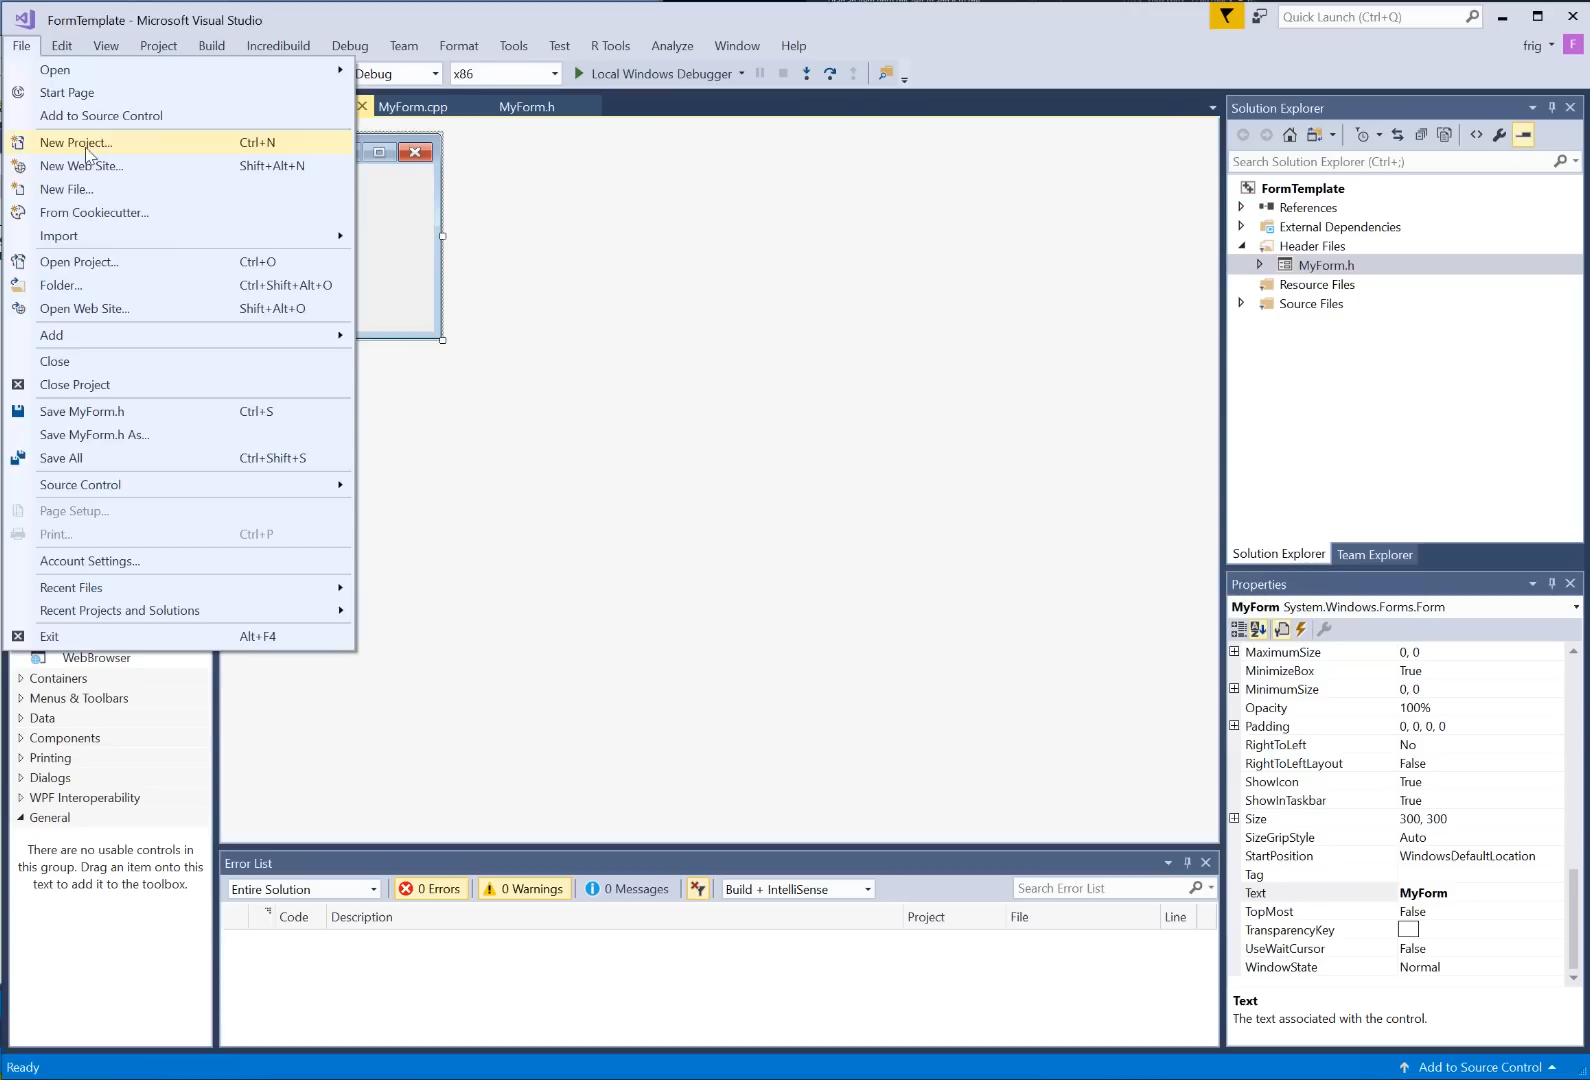 FormTemplate - Microsoft Visual Studio
Quick Launch (Ctrl+Q)
File Edit View Project Build Incredibuild Debug Team Format Tools Test R Tools Analyze Window Help
frig
F
Debug x86 Local Windows Debugger
MyForm.cpp MyForm.h
Open
Start Page
Add to Source Control
New Project... Ctrl+N
New Web Site... Shift+Alt+N
New File...
From Cookiecutter...
Import
Open Project... Ctrl+O
Folder... Ctrl+Shift+Alt+O
Open Web Site... Shift+Alt+O
Add
Close
Close Project
Save MyForm.h Ctrl+S
Save MyForm.h As...
Save All Ctrl+Shift+S
Source Control
Page Setup...
Print... Ctrl+P
Account Settings...
Recent Files
Recent Projects and Solutions
Exit Alt+F4
WebBrowser
Containers
Menus & Toolbars
Data
Components
Printing
Dialogs
WPF Interoperability
General
There are no usable controls in
this group. Drag an item onto this
text to add it to the toolbox.
Error List
Entire Solution 0 Errors 0 Warnings 0 Messages Build + IntelliSense Search Error List
Code Description Project File Line
Solution Explorer
Search Solution Explorer (Ctrl+;)
FormTemplate
References
External Dependencies
Header Files
MyForm.h
Resource Files
Source Files
Solution Explorer Team Explorer
Properties
MyForm System.Windows.Forms.Form
MaximumSize 0, 0
MinimizeBox True
MinimumSize 0, 0
Opacity 100%
Padding 0, 0, 0, 0
RightToLeft No
RightToLeftLayout False
ShowIcon True
ShowInTaskbar True
Size 300, 300
SizeGripStyle Auto
StartPosition WindowsDefaultLocation
Tag
Text MyForm
TopMost False
TransparencyKey
UseWaitCursor False
WindowState Normal
Text
The text associated with the control.
Ready
Add to Source Control